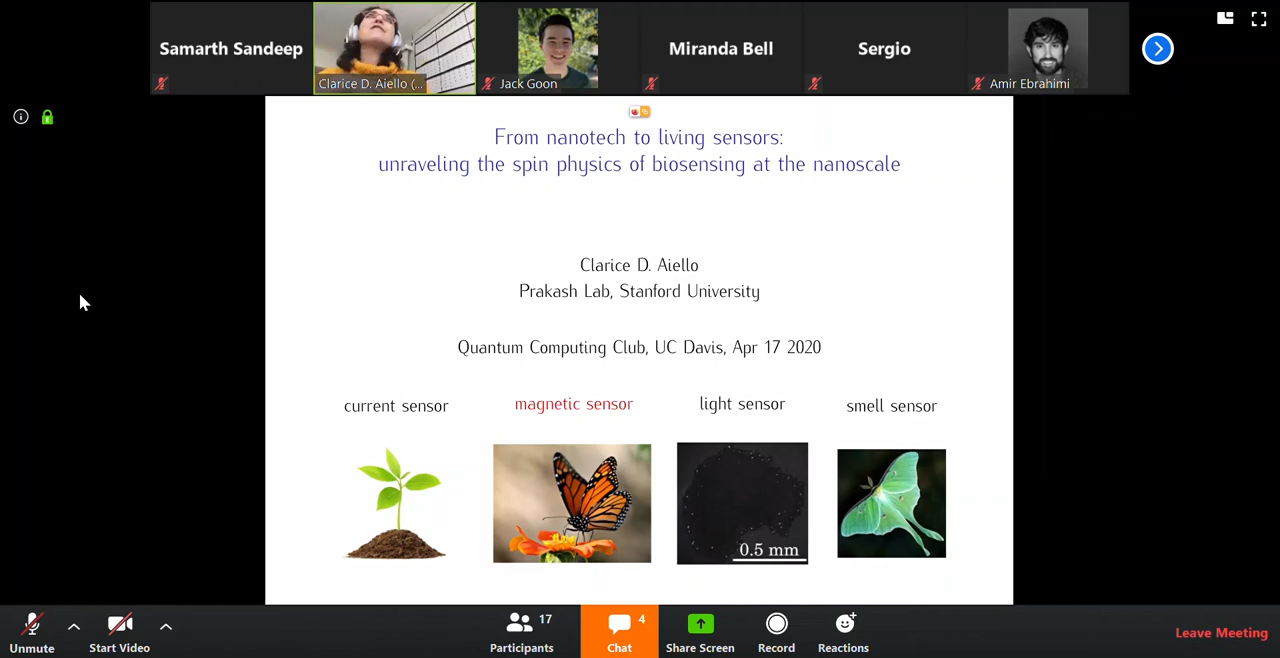 Samarth Sandeep
Clarice D. Aiello (...
Jack Goon
Miranda Bell
Sergio
Amir Ebrahimi
From nanotech to living sensors:
unraveling the spin physics of biosensing at the nanoscale
Clarice D. Aiello
Prakash Lab, Stanford University
Quantum Computing Club, UC Davis, Apr 17 2020
current sensor
magnetic sensor
light sensor
smell sensor
0.5 mm
Unmute
Start Video
Participants
17
Chat
4
Share Screen
Record
Reactions
Leave Meeting